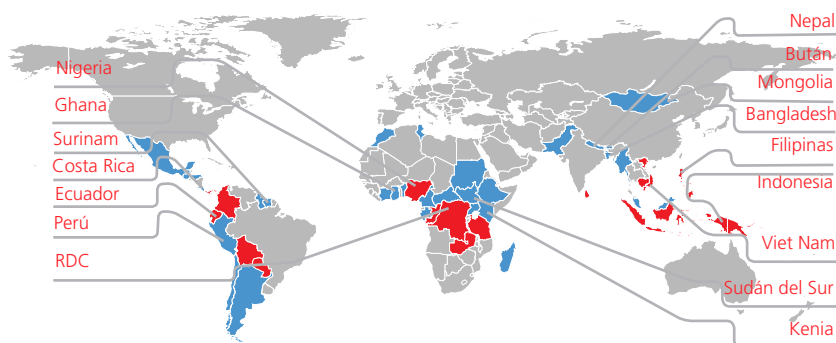 Nigeria
Ghana
Surinam
Costa Rica
Ecuador
Perú
RDC
Nepal
Bután
Mongolia
Bangladesh
Filipinas
Indonesia
Viet Nam
Sudán del Sur
Kenia